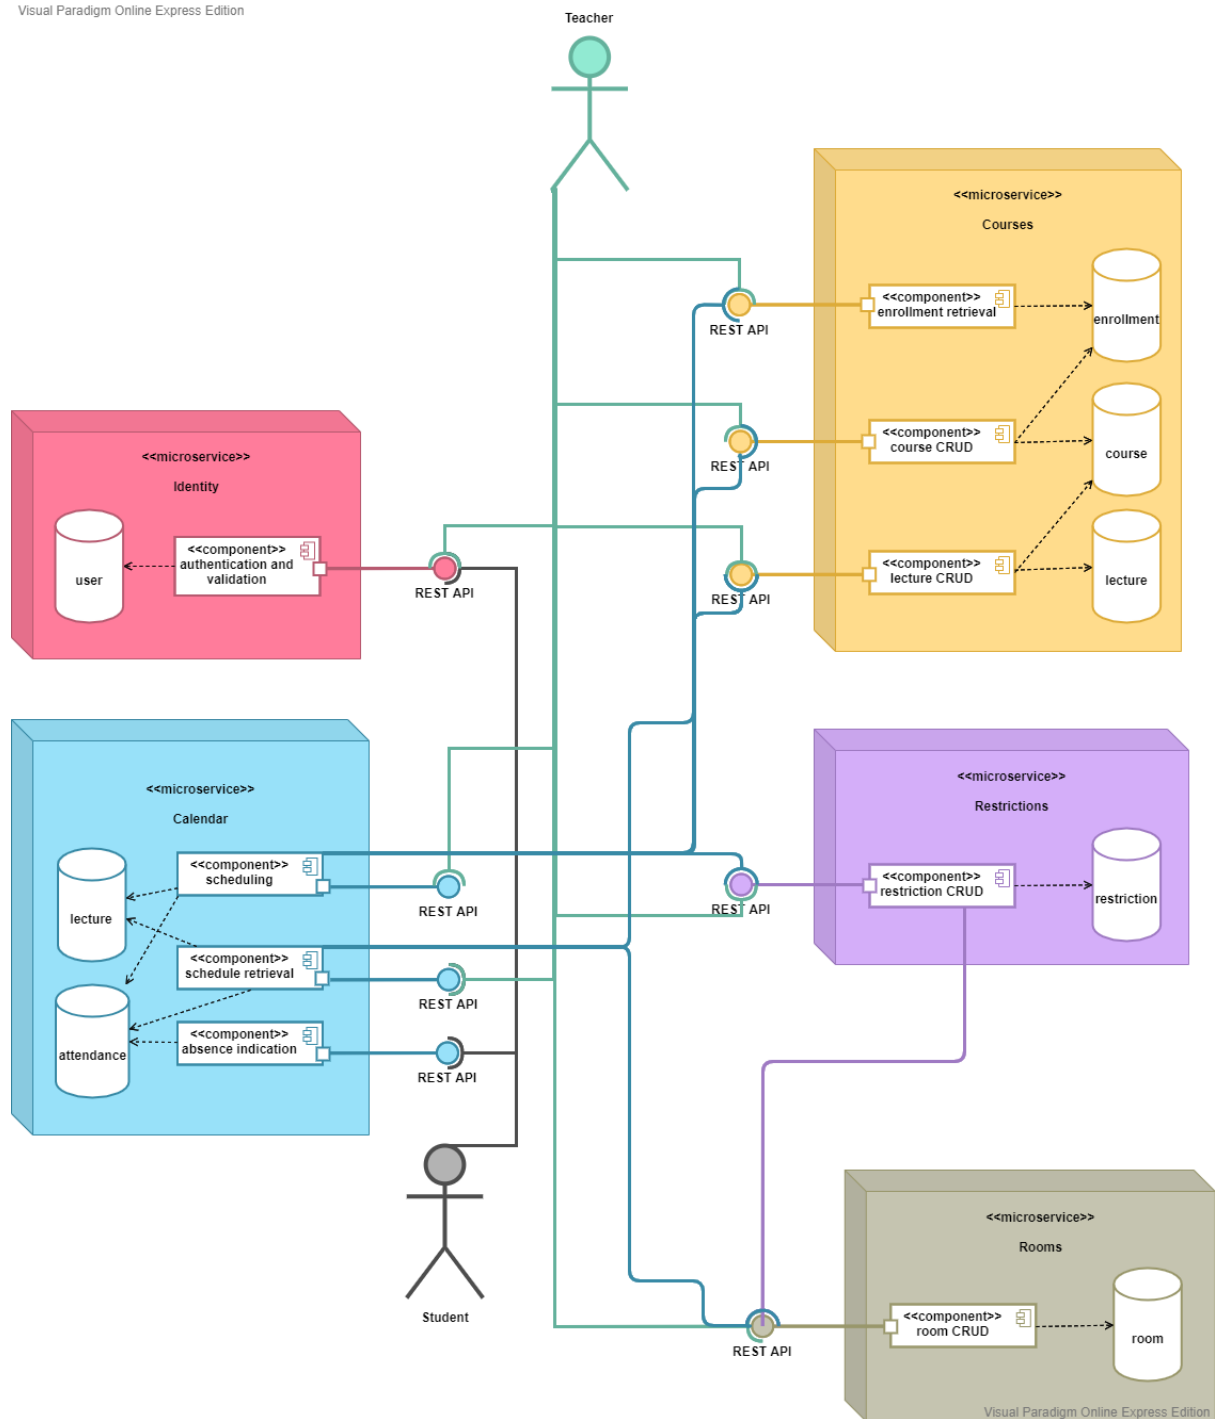 Visual Paradigm Online Express Edition
Teacher
<<microservice>>
Courses
<<component>>
enrollment retrieval
enrollment
REST API
<<component>>
course CRUD
course
REST API
<<component>>
lecture CRUD
lecture
REST API
<<microservice>>
Identity
user
<<component>>
authentication and
validation
REST API
<<microservice>>
Calendar
<<component>>
scheduling
lecture
REST API
<<component>>
schedule retrieval
REST API
attendance
<<component>>
absence indication
REST API
<<microservice>>
Restrictions
<<component>>
restriction CRUD
restriction
REST API
Student
<<microservice>>
Rooms
<<component>>
room CRUD
room
REST API
Visual Paradigm Online Express Edition